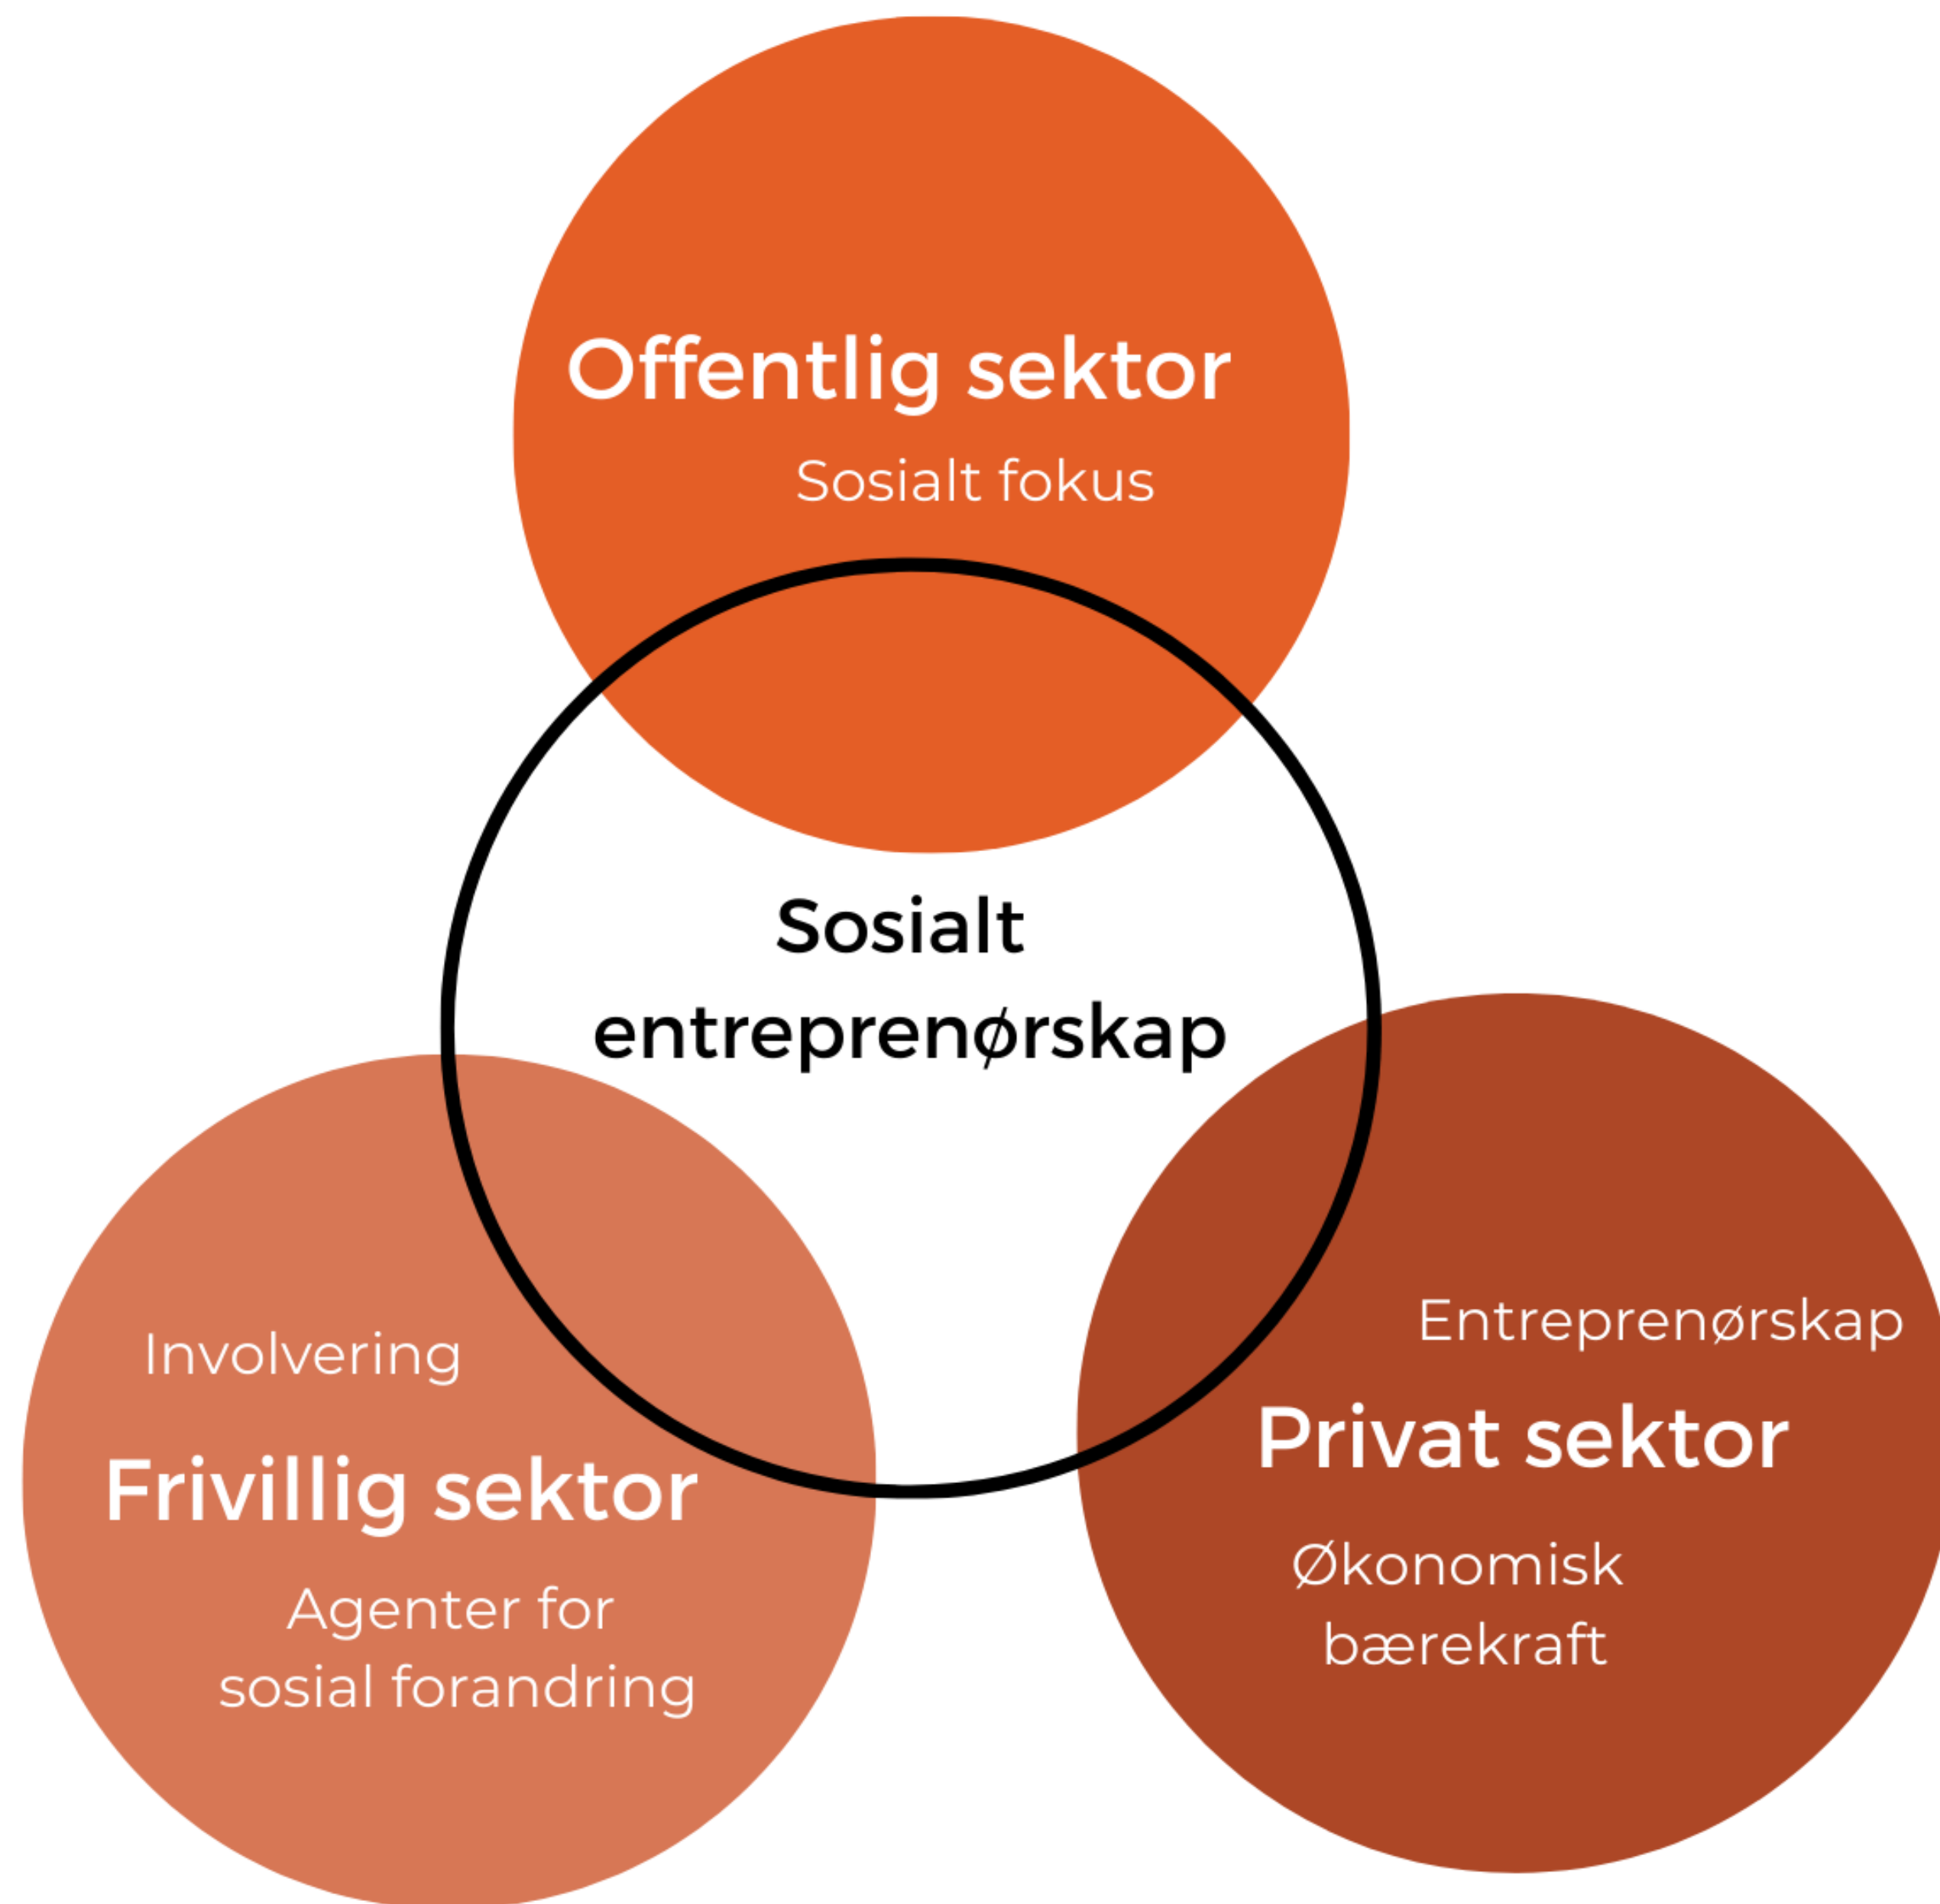 Offentlig sektor
Sosialt fokus
Sosialt
entreprenørskap
Involvering
Frivillig sektor
Agenter for
sosial forandring
Entreprenørskap
Privat sektor
Økonomisk
bærekraft